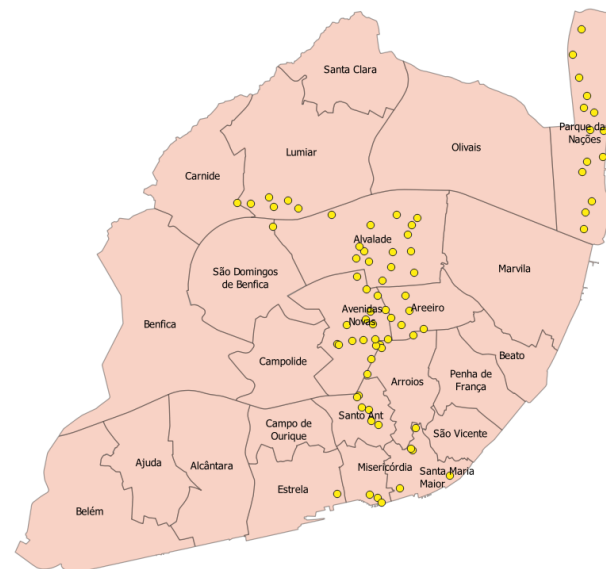 Santa Clara
Parque das
Nações
Olivais
Lumiar
Carnide
Alvalade
Marvila
São Domingos
de Benfica
Avenidas
Novas
Areeiro
Benfica
Beato
Campolide
Penha de
França
Arroios
Santo Ant
Campo de
Ourique
São Vicente
Ajuda
Alcântara
Misericórdia
Santa Maria
Maior
Estrela
Belém